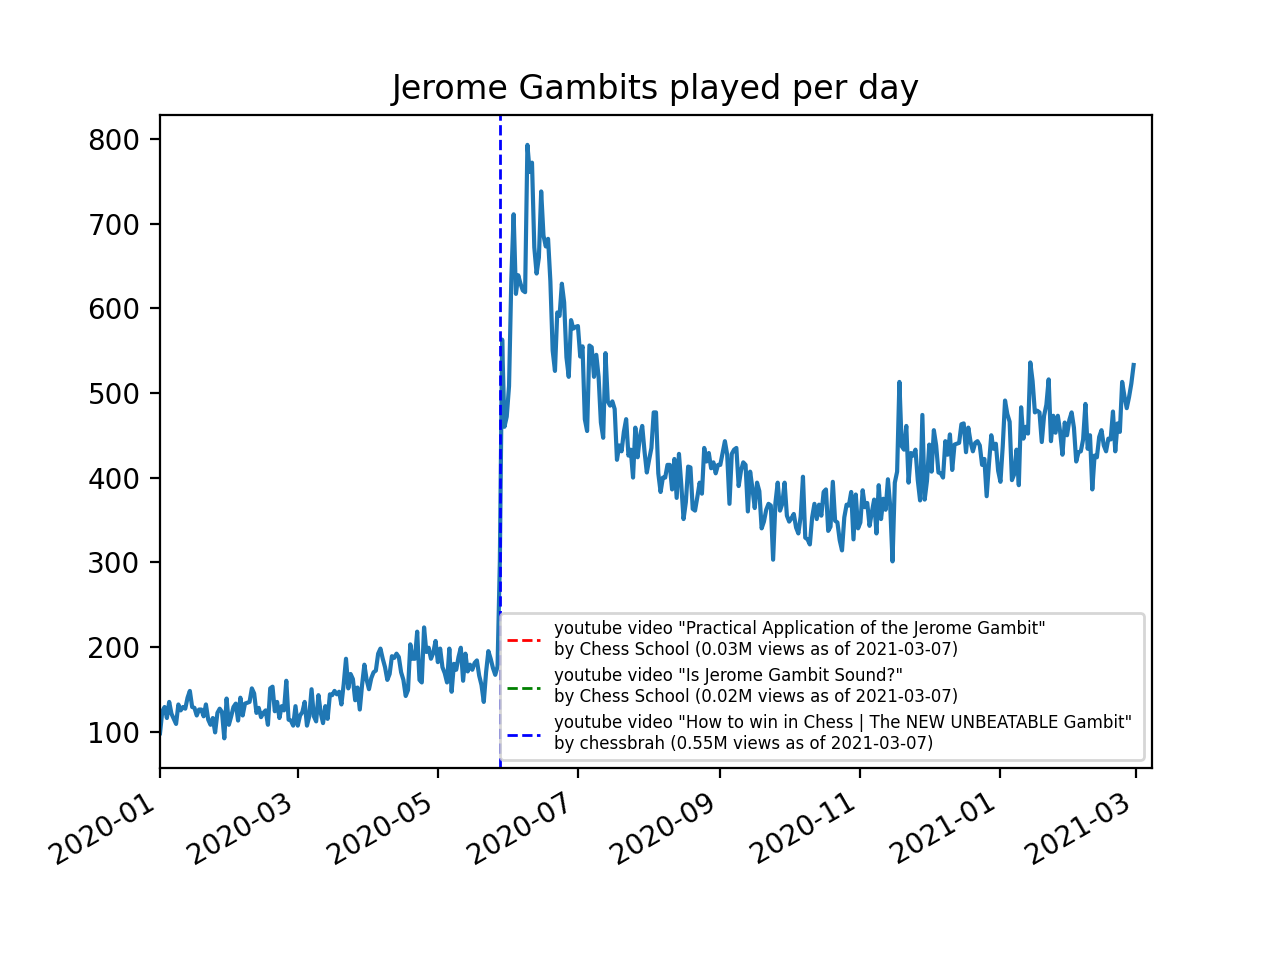 Jerome Gambits played per day
800
700
600
500
400
300
200
100
youtube video "Practical Application of the Jerome Gambit"
by Chess School (0.03M views as of 2021-03-07)
youtube video "Is Jerome Gambit Sound?"
by Chess School (0.02M views as of 2021-03-07)
youtube video "How to win in Chess | The NEW UNBEATABLE Gambit"
by chessbrah (0.55M views as of 2021-03-07)
2020-01
2020-03
2020-05
2020-07
2020-09
2020-11
2021-01
2021-03